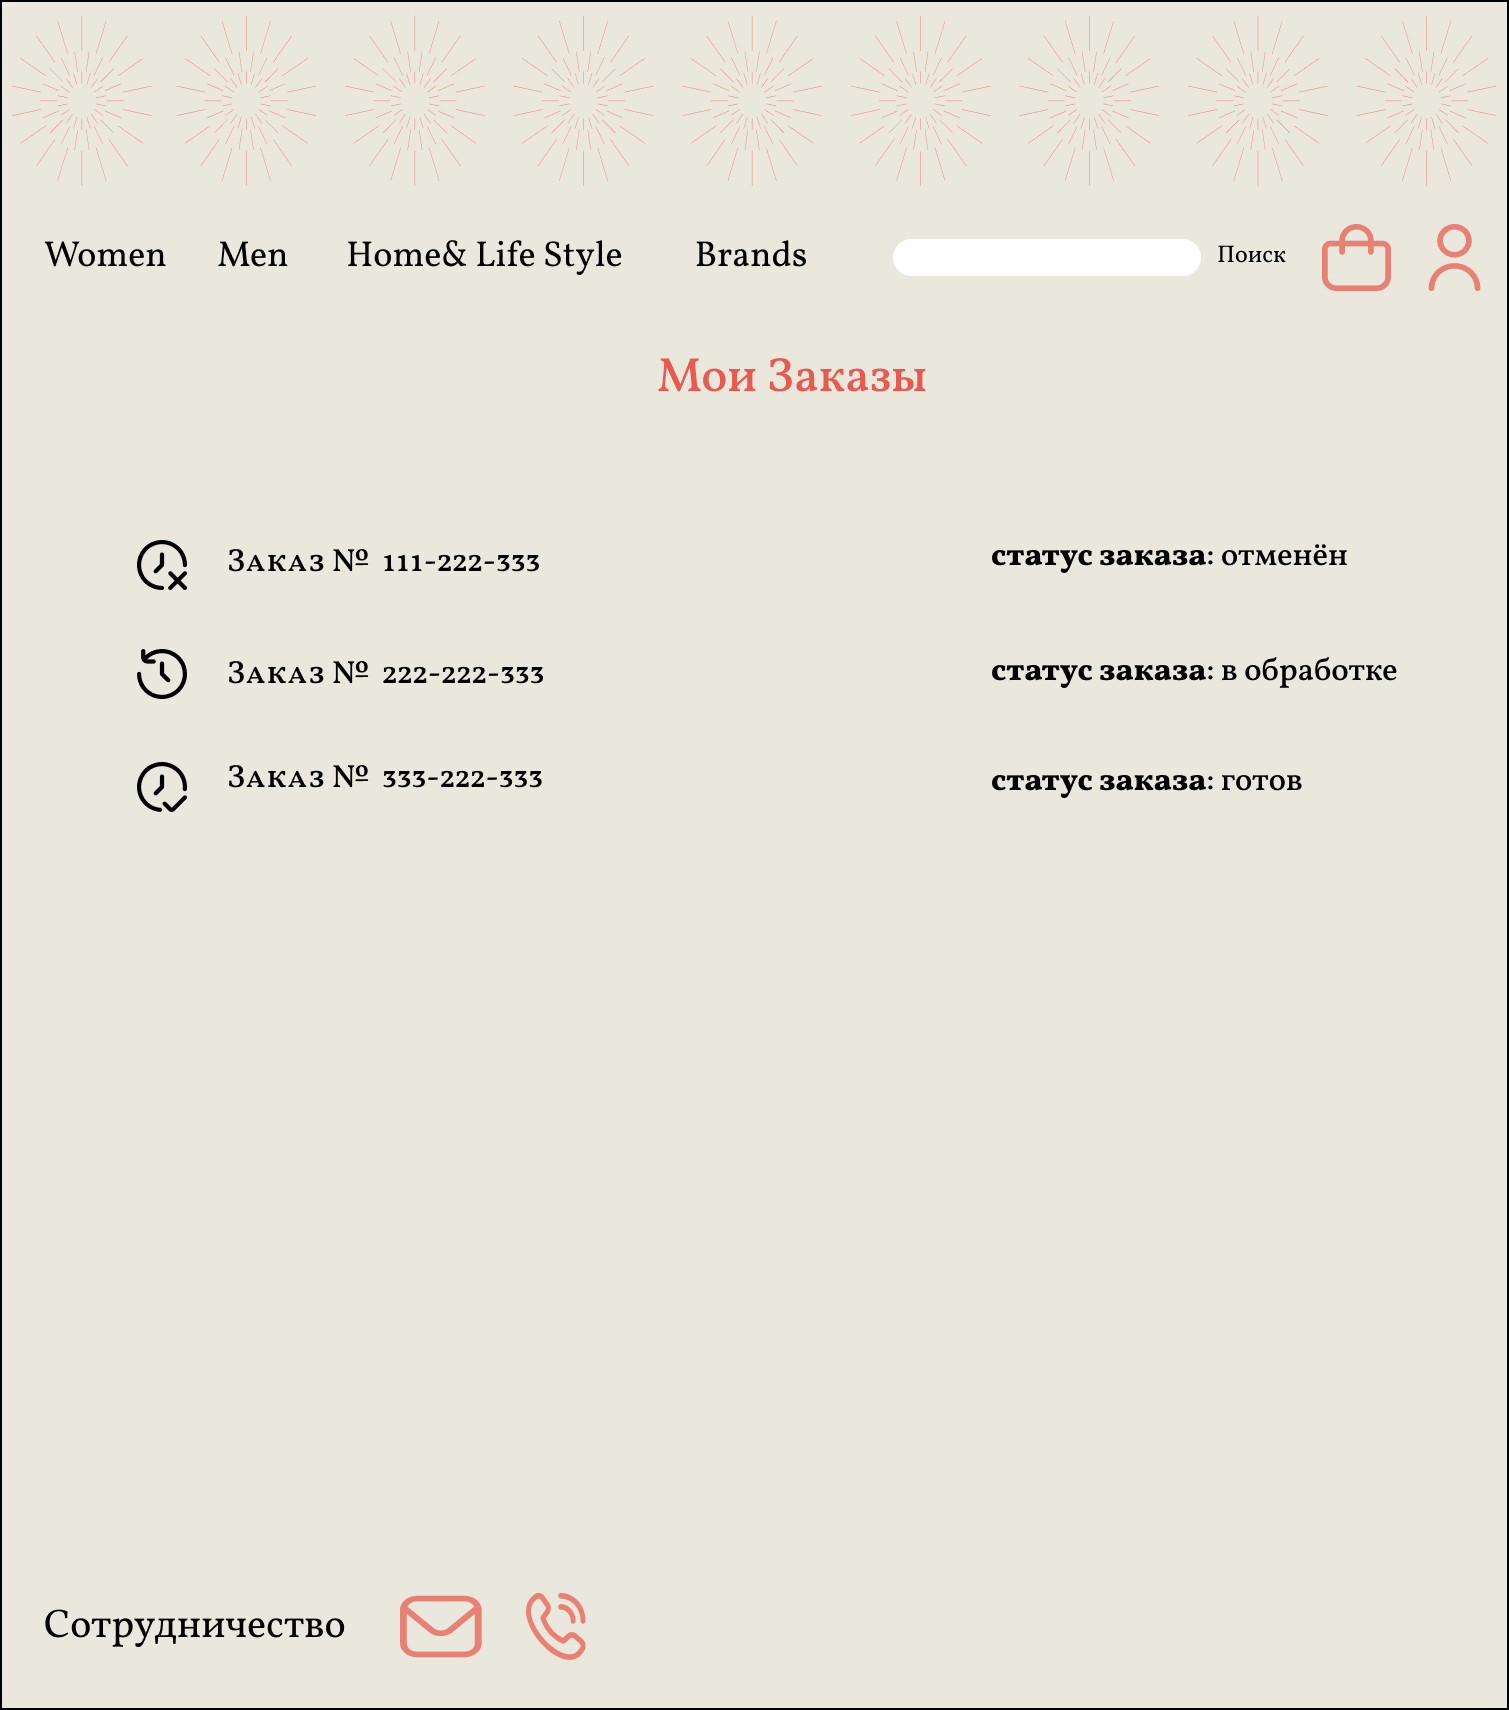 Women Men Home& Life Style Brands Поиск
Мои Заказы
Заказ № 111-222-333 статус заказа: отменён
Заказ № 222-222-333 статус заказа: в обработке
Заказ № 333-222-333 статус заказа: готов
Сотрудничество